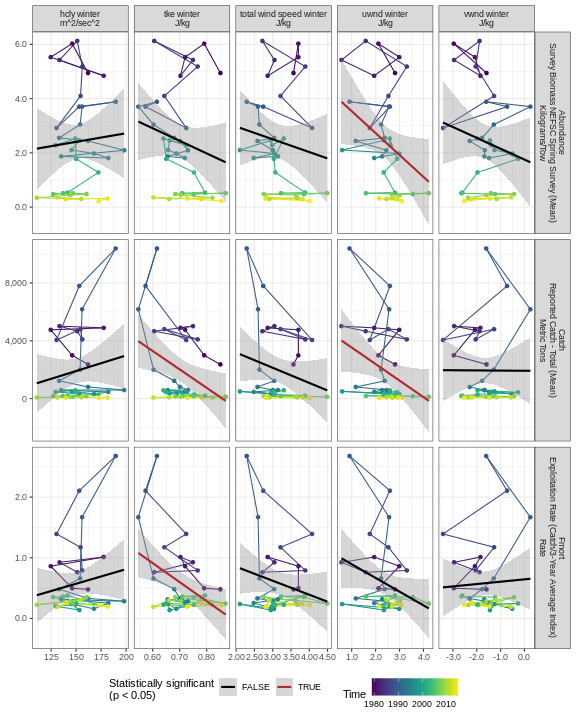 hdly winter
m^2/sec^2
tke winter
J/kg
total wind speed winter
J/kg
uwnd winter
J/kg
vwnd winter
J/kg
6.0
4.0
2.0
0.0
Abundance
Survey Biomass NEFSC Spring Survey (Mean)
Kilograms/Tow
8,000
4,000
0
Catch
Reported Catch - Total (Mean)
Metric Tons
2.0
1.0
0.0
Fmort
Exploitation Rate (Catch/3-Year Average Index)
Rate
125 150 175 200
0.60 0.70 0.80
2.00 2.50 3.00 3.50 4.00 4.50
1.0 2.0 3.0 4.0
-3.0 -2.0 -1.0 0.0
Statistically significant
(p < 0.05)
FALSE
TRUE
Time
1980 1990 2000 2010